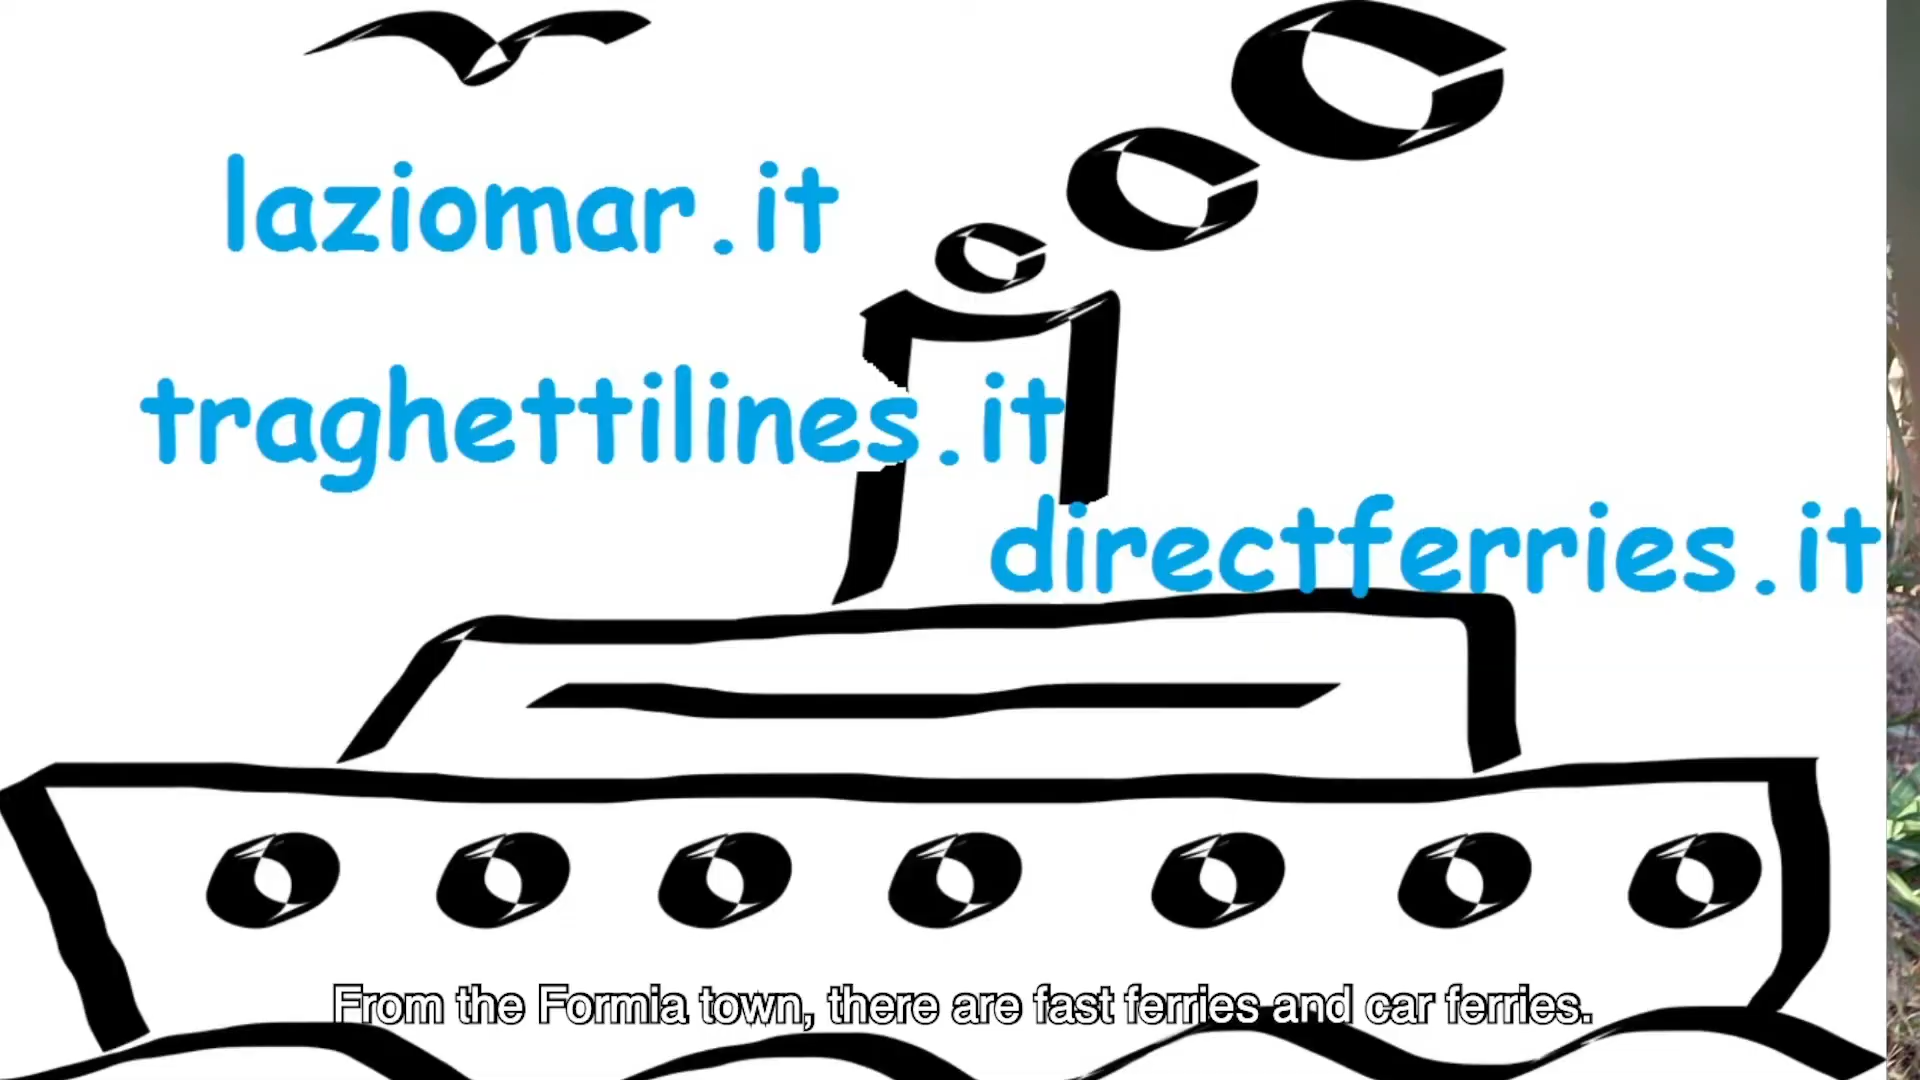 laziomar.it
traghettilines.it
directferries.it
From the Formia town, there are fast ferries and car ferries.